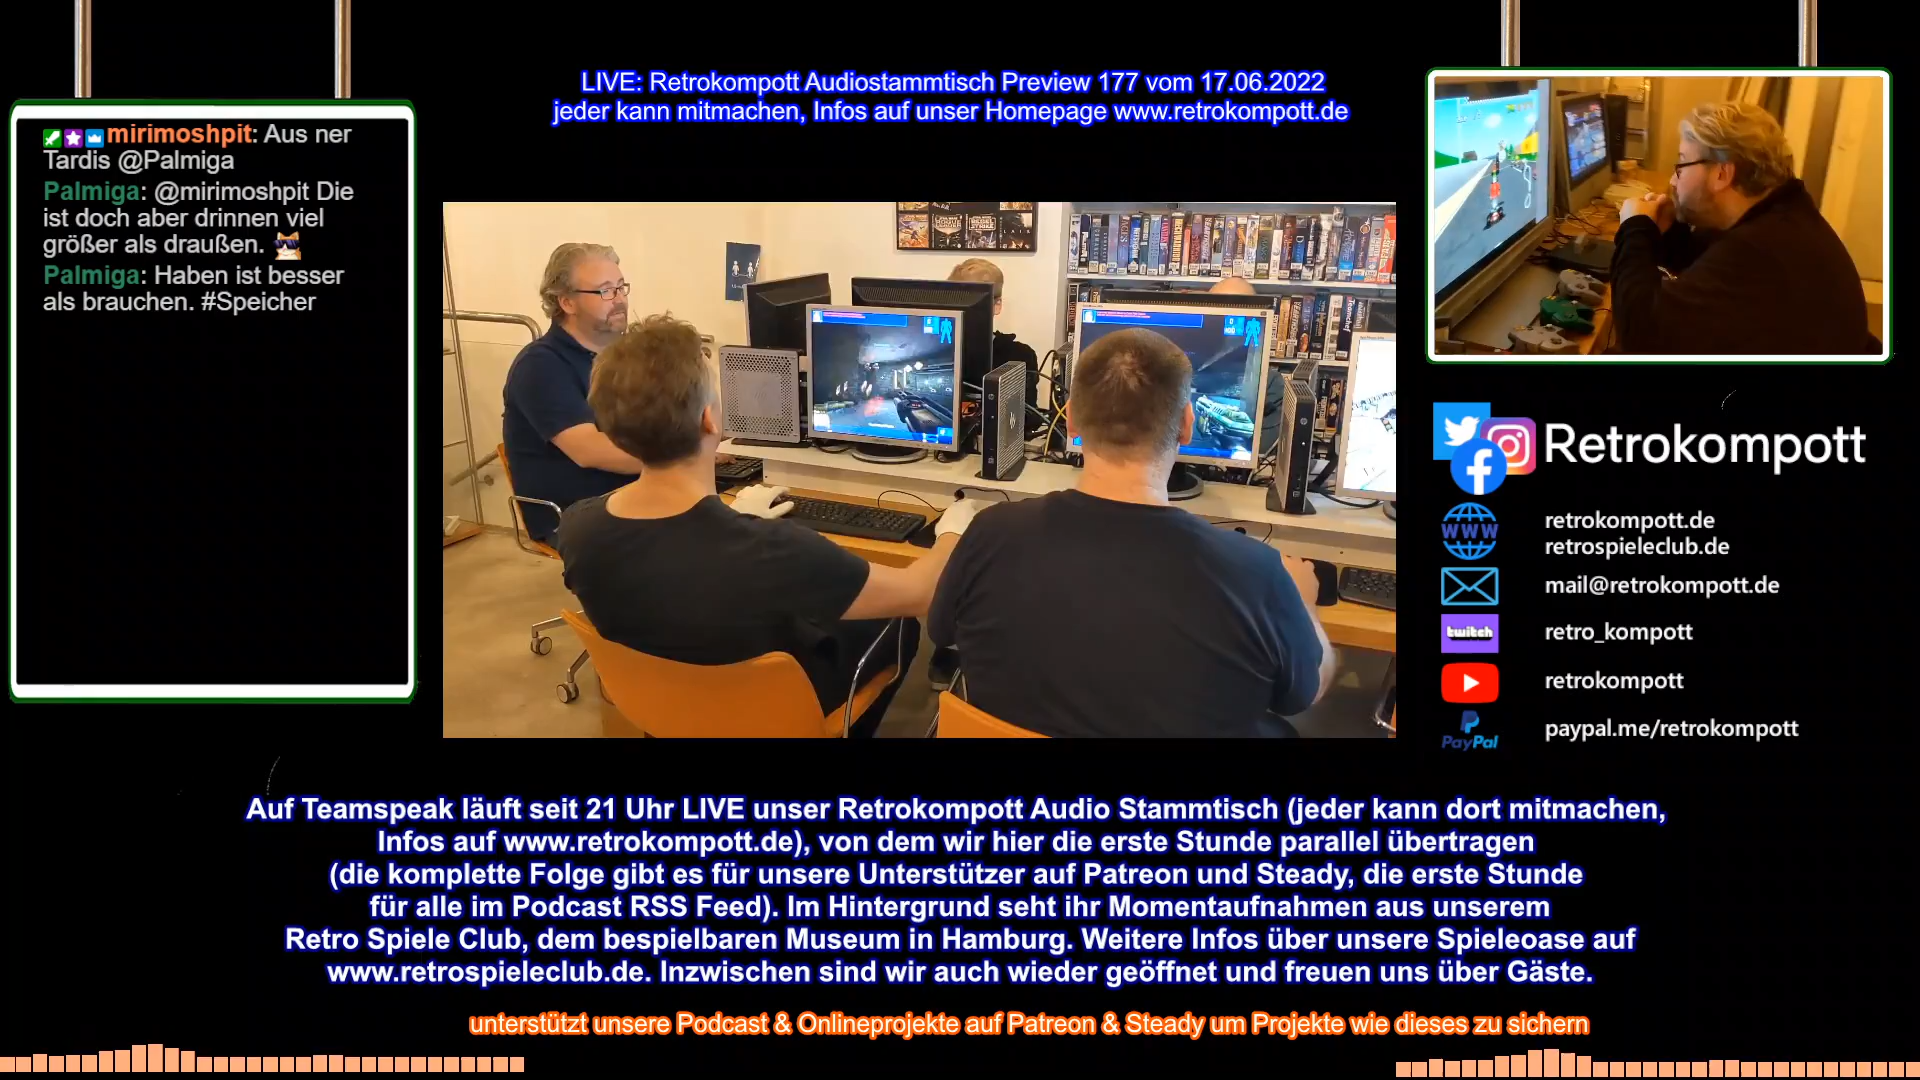 LIVE: Retrokompott Audiostammtisch Preview 177 vom 17.06.2022
jeder kann mitmachen, Infos auf unser Homepage www.retrokompott.de
mirimoshpit: Aus ner
Tardis @Palmiga
Palmiga: @mirimoshpit Die
ist doch aber drinnen viel
größer als draußen.
Palmiga: Haben ist besser
als brauchen. #Speicher
Retrokompott
WWW
retrokompott.de
retrospieleclub.de
mail@retrokompott.de
twitch
retro_kompott
retrokompott
PayPal
paypal.me/retrokompott
Auf Teamspeak läuft seit 21 Uhr LIVE unser Retrokompott Audio Stammtisch (jeder kann dort mitmachen,
Infos auf www.retrokompott.de), von dem wir hier die erste Stunde parallel übertragen
(die komplette Folge gibt es für unsere Unterstützer auf Patreon und Steady, die erste Stunde
für alle im Podcast RSS Feed). Im Hintergrund seht ihr Momentaufnahmen aus unserem
Retro Spiele Club, dem bespielbaren Museum in Hamburg. Weitere Infos über unsere Spieleoase auf
www.retrospieleclub.de. Inzwischen sind wir auch wieder geöffnet und freuen uns über Gäste.
unterstützt unsere Podcast & Onlineprojekte auf Patreon & Steady um Projekte wie dieses zu sichern